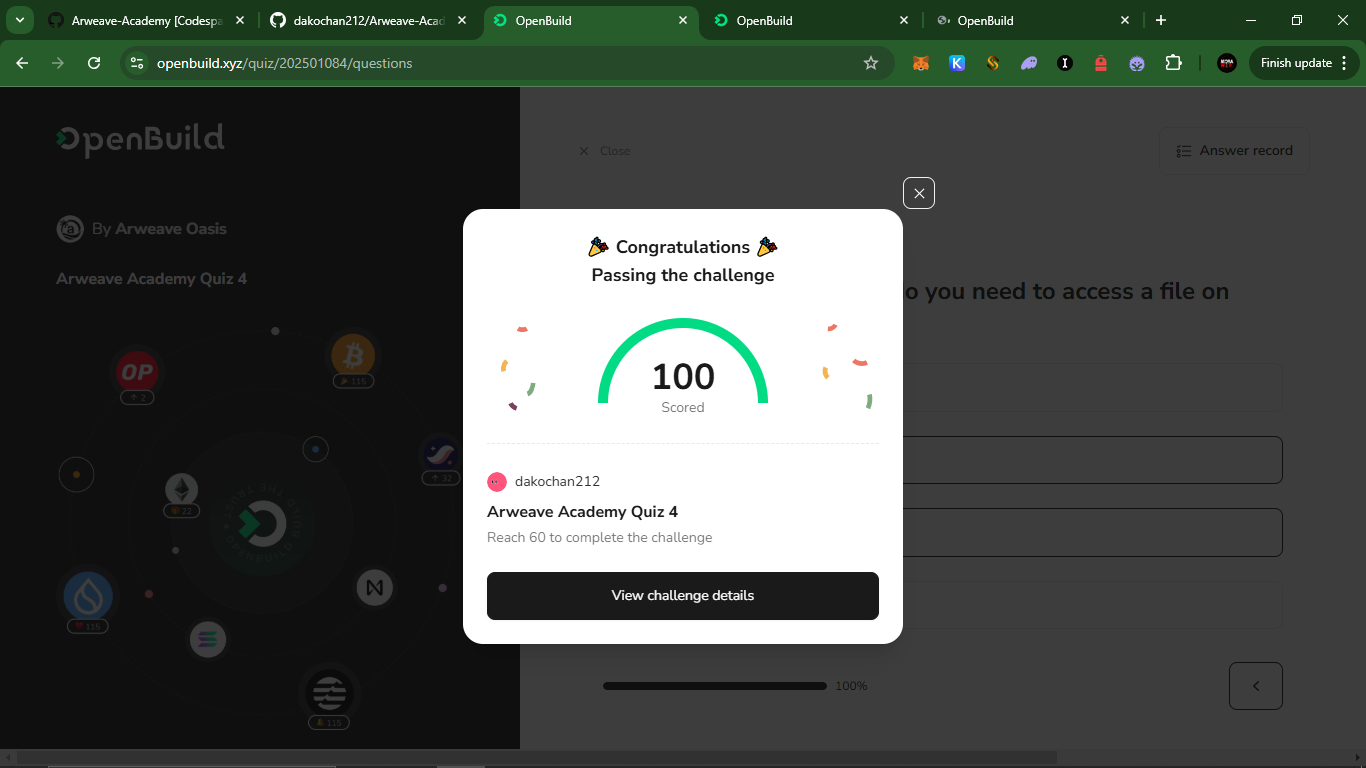 Arweave-Academy [Codespa
dakochan212/Arweave-Acad
OpenBuild
OpenBuild
OpenBuild
openbuild.xyz/quiz/202501084/questions
Finish update
OpenBuild
Close
Answer record
By Arweave Oasis
Arweave Academy Quiz 4
🎉 Congratulations 🎉
Passing the challenge
o you need to access a file on
100
Scored
OP
2
115
32
22
115
115
dakochan212
Arweave Academy Quiz 4
Reach 60 to complete the challenge
View challenge details
100%